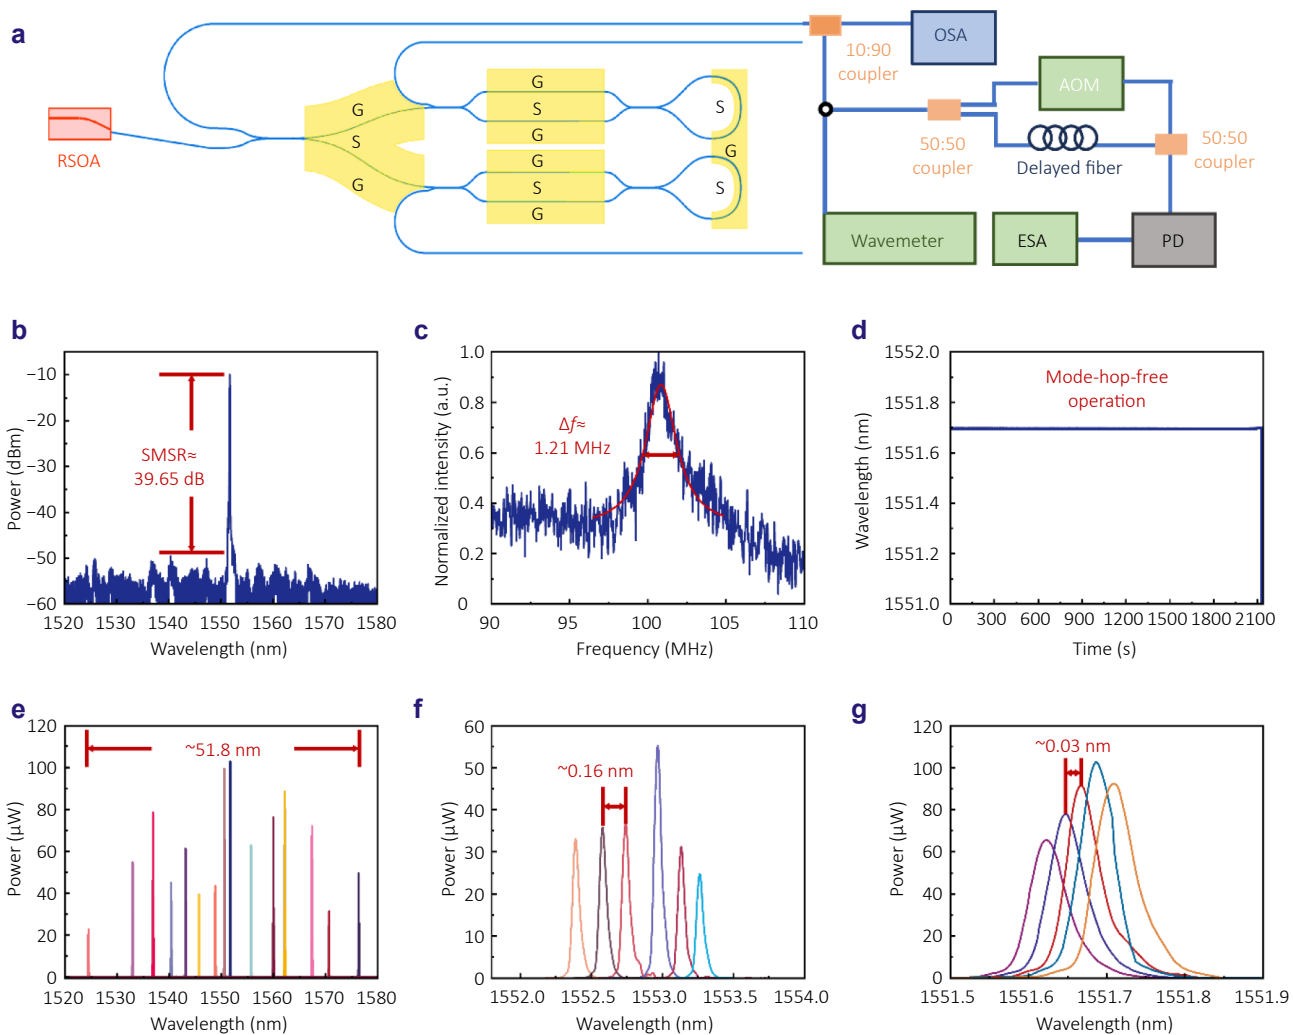 a
RSOA
G
S
G
G
S
G
G
S
G
S
G
S
10:90
coupler
OSA
50:50
coupler
AOM
Delayed fiber
50:50
coupler
Wavemeter
ESA
PD
b
Power (dBm)
−10
−20
−30
−40
−50
−60
SMSR≈
39.65 dB
1520 1530 1540 1550 1560 1570 1580
Wavelength (nm)
c
Normalized intensity (a.u.)
1.0
0.8
0.6
0.4
0.2
0
Δf≈
1.21 MHz
90 95 100 105 110
Frequency (MHz)
d
Wavelength (nm)
1552.0
1551.8
1551.6
1551.4
1551.2
1551.0
Mode-hop-free
operation
0 300 600 900 1200 1500 1800 2100
Time (s)
e
Power (μW)
120
100
80
60
40
20
0
~51.8 nm
1520 1530 1540 1550 1560 1570 1580
Wavelength (nm)
f
Power (μW)
60
50
40
30
20
10
0
~0.16 nm
1552.0 1552.5 1553.0 1553.5 1554.0
Wavelength (nm)
g
Power (μW)
120
100
80
60
40
20
0
~0.03 nm
1551.5 1551.6 1551.7 1551.8 1551.9
Wavelength (nm)